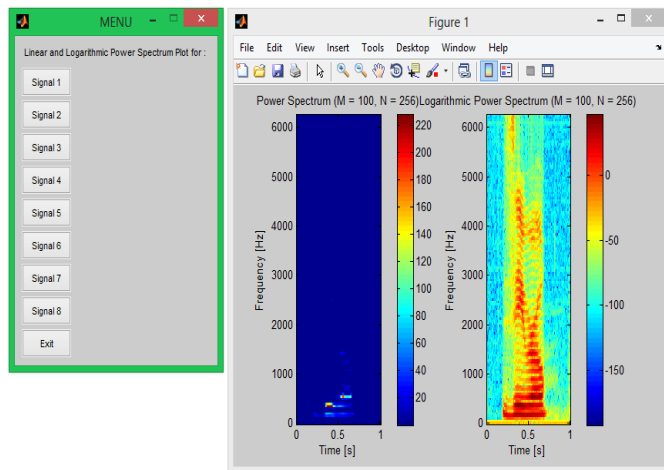 MENU
Linear and Logarithmic Power Spectrum Plot for :
Signal 1
Signal 2
Signal 3
Signal 4
Signal 5
Signal 6
Signal 7
Signal 8
Exit
Figure 1
File Edit View Insert Tools Desktop Window Help
Power Spectrum (M = 100, N = 256)Logarithmic Power Spectrum (M = 100, N = 256)
Frequency [Hz]
6000
5000
4000
3000
2000
1000
0
0 0.5 1
Time [s]
220
200
180
160
140
120
100
80
60
40
20
Frequency [Hz]
6000
5000
4000
3000
2000
1000
0
0 0.5 1
Time [s]
0
-50
-100
-150